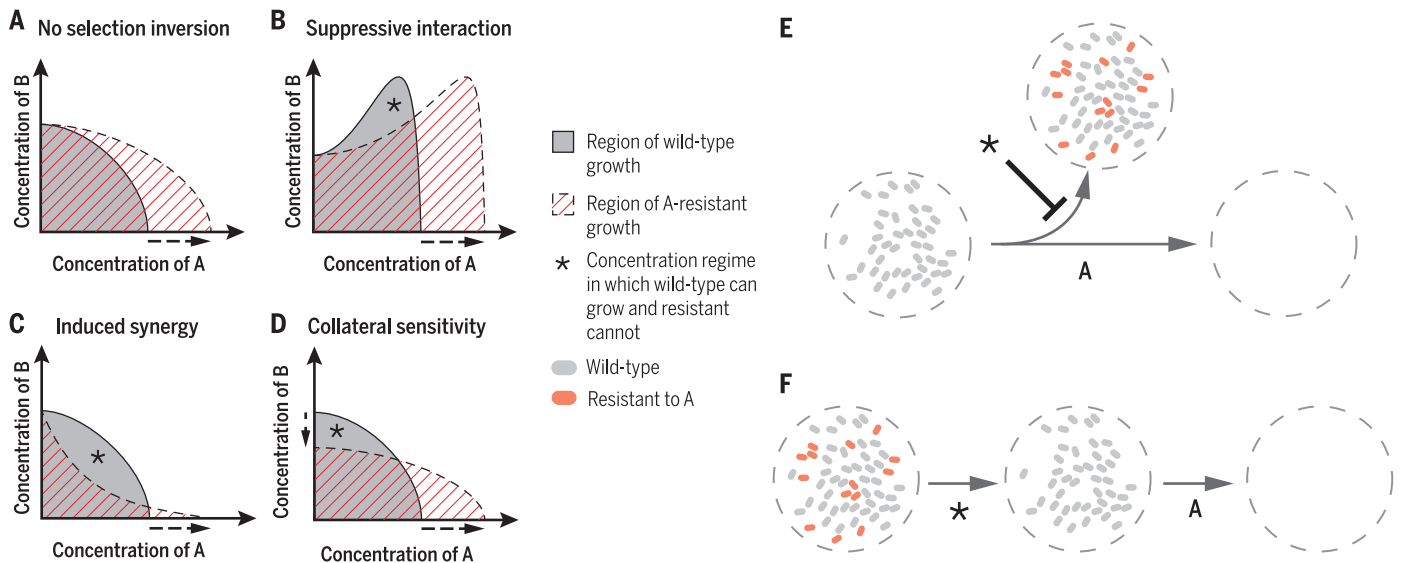 A No selection inversion
Concentration of B
Concentration of A
B Suppressive interaction
Concentration of B
Concentration of A
C Induced synergy
Concentration of B
Concentration of A
D Collateral sensitivity
Concentration of B
Concentration of A
Region of wild-type
growth
Region of A-resistant
growth
* Concentration regime
in which wild-type can
grow and resistant
cannot
Wild-type
Resistant to A
E
*
A
F
*
A
*
*
*